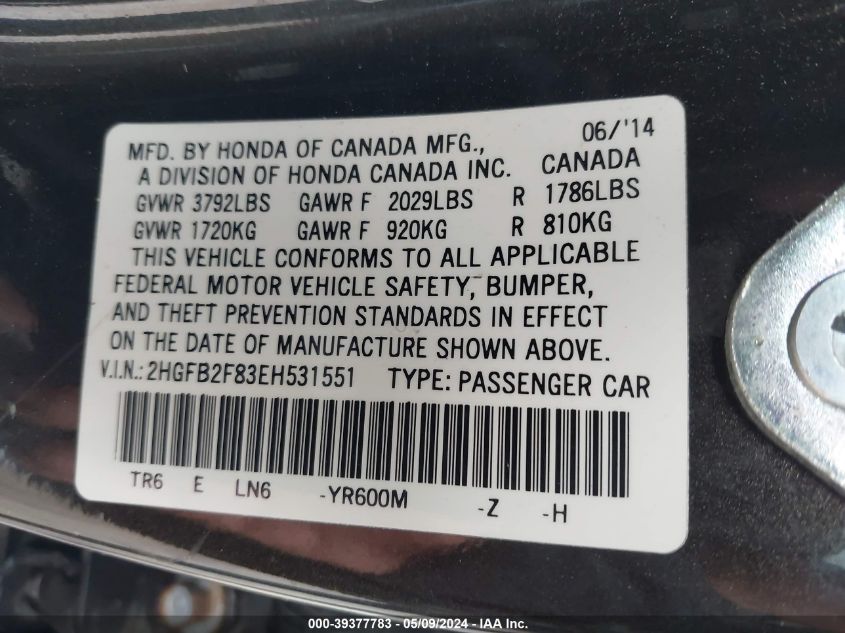 MFD. BY HONDA OF CANADA MFG., 06/'14
A DIVISION OF HONDA CANADA INC. CANADA
GVWR 3792LBS GAWR F 2029LBS R 1786LBS
GVWR 1720KG GAWR F 920KG R 810KG
THIS VEHICLE CONFORMS TO ALL APPLICABLE
FEDERAL MOTOR VEHICLE SAFETY, BUMPER,
AND THEFT PREVENTION STANDARDS IN EFFECT
ON THE DATE OF MANUFACTURE SHOWN ABOVE.
V.I.N.: 2HGFB2F83EH531551 TYPE: PASSENGER CAR
TR6 E LN6 -YR600M -Z -H
000-39377783 - 05/09/2024 - IAA Inc.